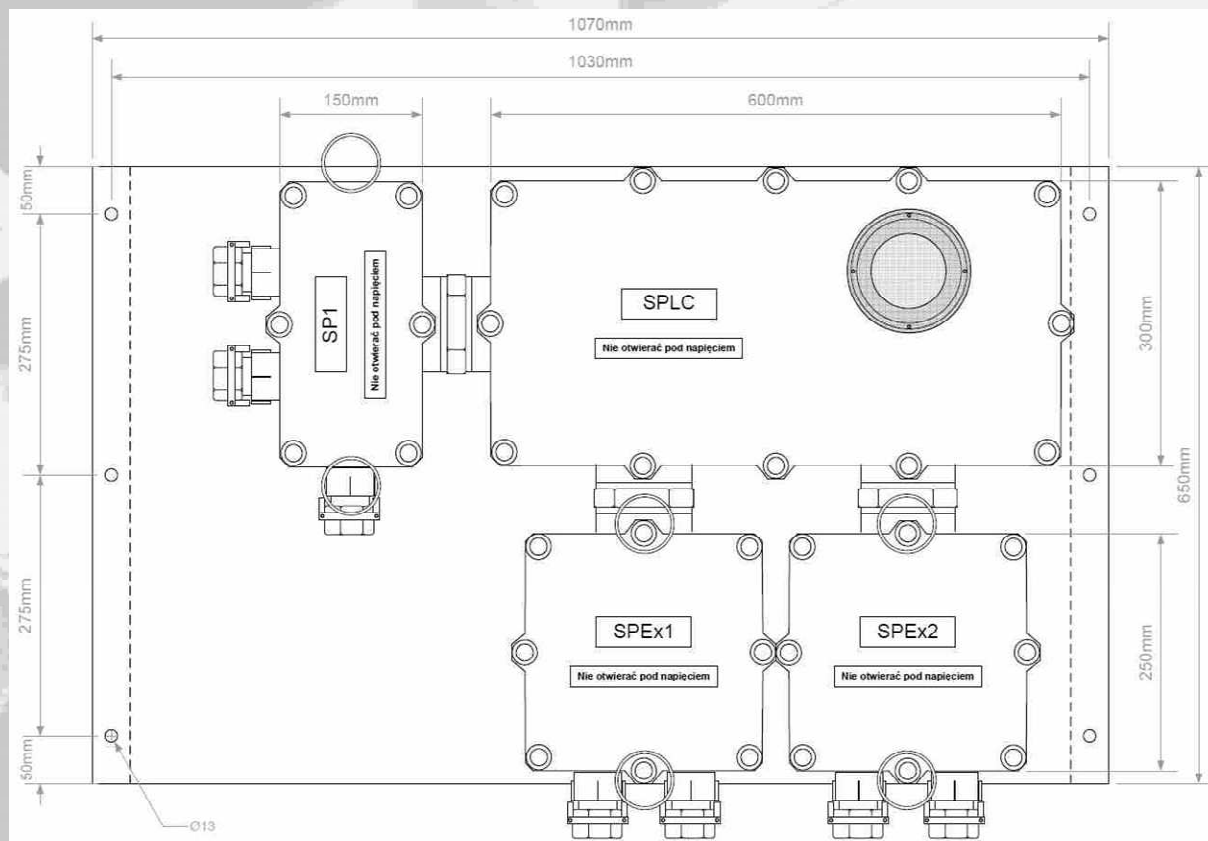 1070mm
1030mm
150mm
600mm
50mm
275mm
275mm
50mm
SP1
Nie otwierać pod napięciem
SPLC
Nie otwierać pod napięciem
300mm
650mm
SPEx1
Nie otwierać pod napięciem
SPEx2
Nie otwierać pod napięciem
250mm
Ø13